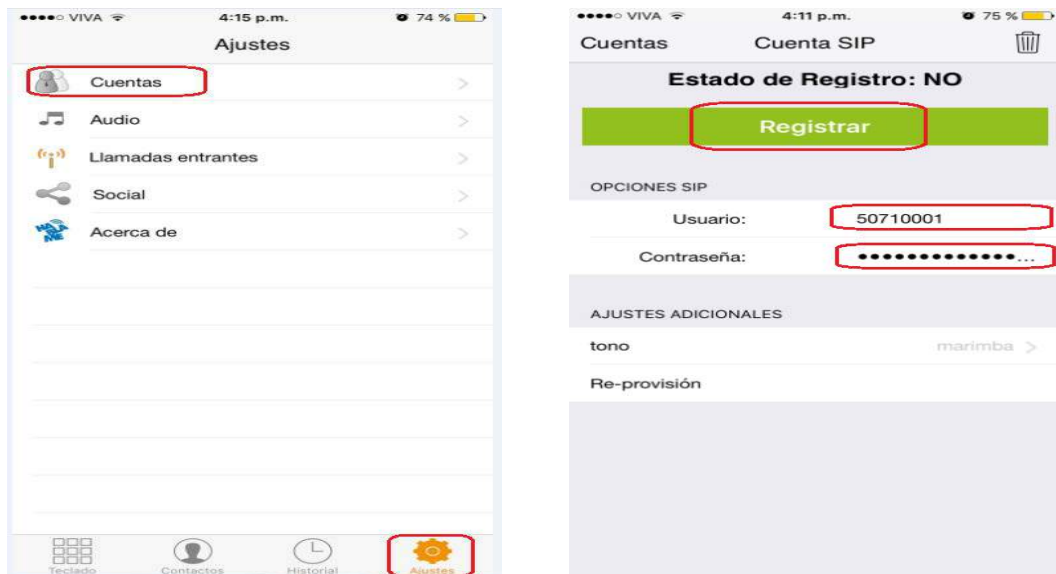 VIVA 4:15 p.m. 74 %
Ajustes
Cuentas
Audio
Llamadas entrantes
Social
Acerca de
Teclado Contactos Historial Ajustes
VIVA 4:11 p.m. 75 %
Cuentas Cuenta SIP
Estado de Registro: NO
Registrar
OPCIONES SIP
Usuario: 50710001
Contraseña: •••••••••••••...
AJUSTES ADICIONALES
tono marimba
Re-provisión